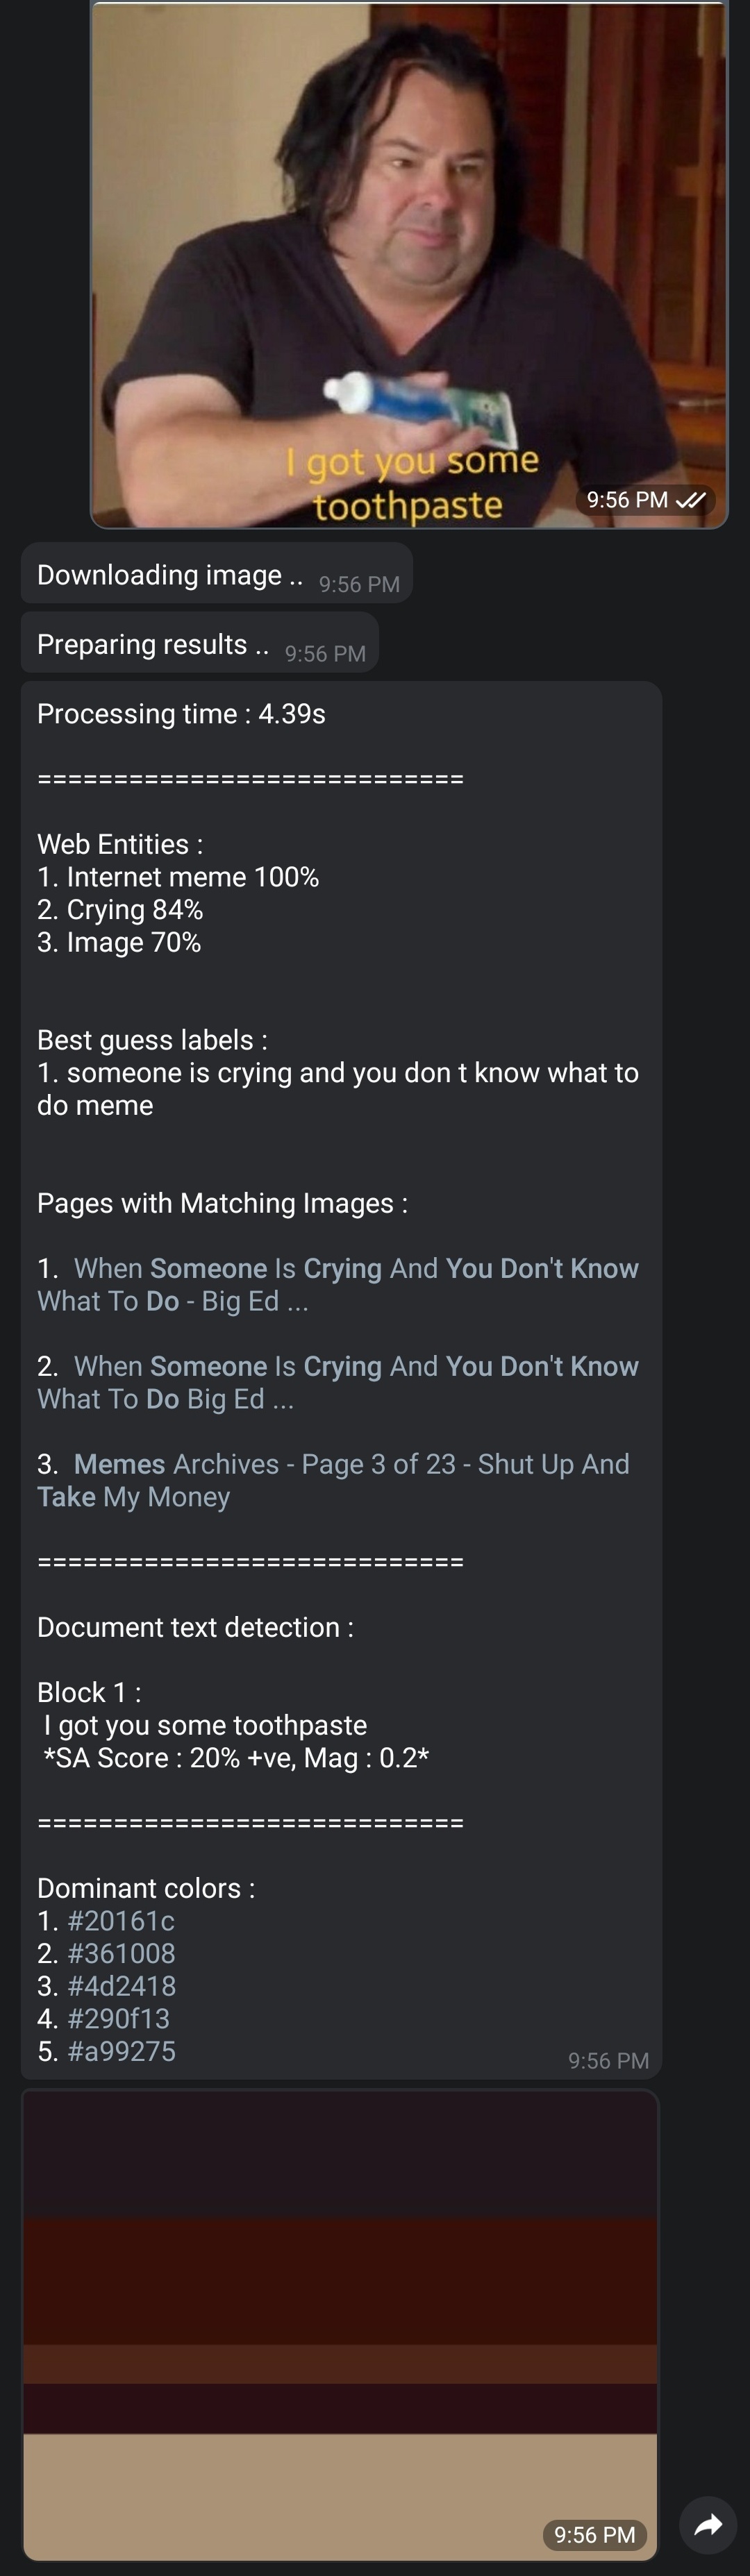 I got you some
toothpaste
9:56 PM
Downloading image .. 9:56 PM
Preparing results .. 9:56 PM
Processing time : 4.39s
============================
Web Entities :
1. Internet meme 100%
2. Crying 84%
3. Image 70%
Best guess labels :
1. someone is crying and you don t know what to
do meme
Pages with Matching Images :
1. When Someone Is Crying And You Don't Know
What To Do - Big Ed ...
2. When Someone Is Crying And You Don't Know
What To Do Big Ed ...
3. Memes Archives - Page 3 of 23 - Shut Up And
Take My Money
============================
Document text detection :
Block 1 :
I got you some toothpaste
*SA Score : 20% +ve, Mag : 0.2*
============================
Dominant colors :
1. #20161c
2. #361008
3. #4d2418
4. #290f13
5. #a99275
9:56 PM
9:56 PM